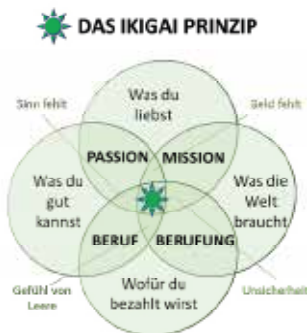 DAS IKIGAI PRINZIP
Was du
liebst
Sinn fehlt
Geld fehlt
PASSION
MISSION
Was du
gut
kannst
Was die
Welt
braucht
BERUF
BERUFUNG
Gefühl von
Leere
Wofür du
bezahlt wirst
Unsicherheit